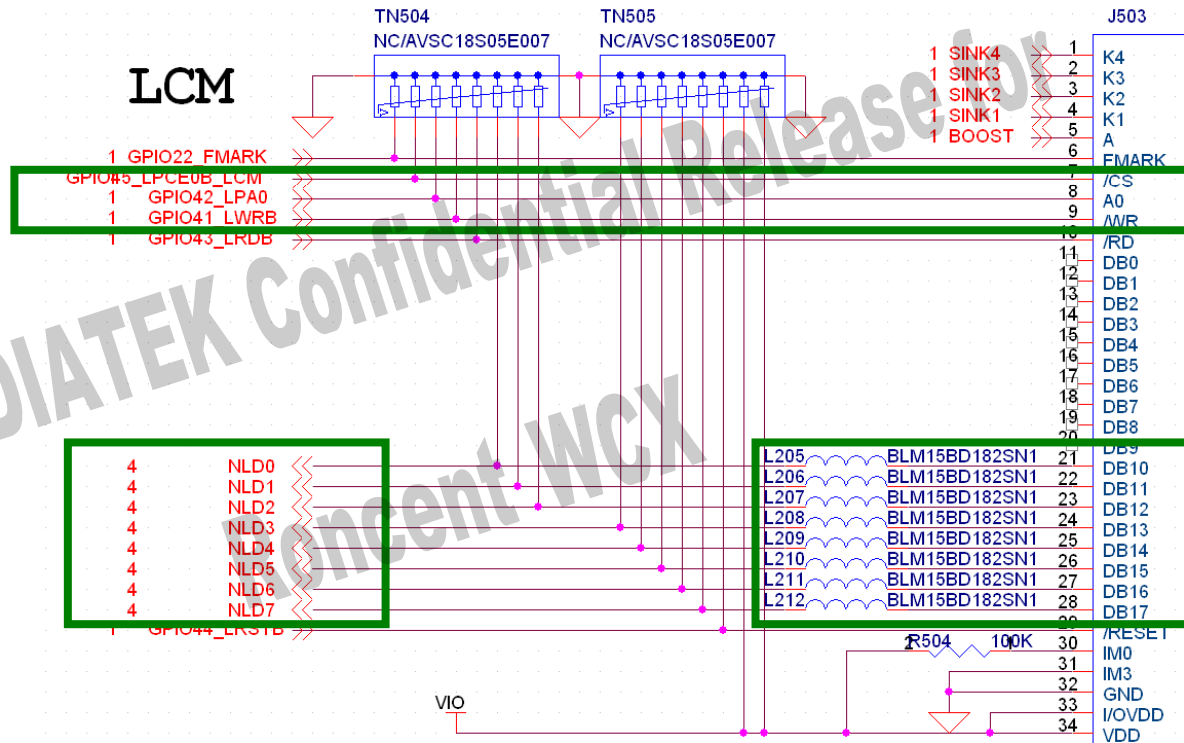 TN504 TN505 J503
NC/AVSC18S05E007 NC/AVSC18S05E007
LCM
1 SINK4 1 K4
1 SINK3 2 K3
1 SINK2 3 K2
1 SINK1 4 K1
1 BOOST 5 A
1 GPIO22_FMARK 6 FMARK
GPIO45_LPCE0B_LCM 7 /CS
1 GPIO42_LPA0 8 A0
1 GPIO41_LWRB 9 /WR
1 GPIO43_LRDB 10 /RD
11 DB0
12 DB1
13 DB2
14 DB3
15 DB4
16 DB5
17 DB6
18 DB7
19 DB8
20 DB9
4 NLD0 L205 BLM15BD182SN1 21 DB10
4 NLD1 L206 BLM15BD182SN1 22 DB11
4 NLD2 L207 BLM15BD182SN1 23 DB12
4 NLD3 L208 BLM15BD182SN1 24 DB13
4 NLD4 L209 BLM15BD182SN1 25 DB14
4 NLD5 L210 BLM15BD182SN1 26 DB15
4 NLD6 L211 BLM15BD182SN1 27 DB16
4 NLD7 L212 BLM15BD182SN1 28 DB17
1 GPIO44_LRSTB 29 /RESET
2 R504 100K 1 30 IM0
31 IM3
32 GND
33 I/OVDD
VIO 34 VDD
DIATEK Confidential Release for
Roncent WCX